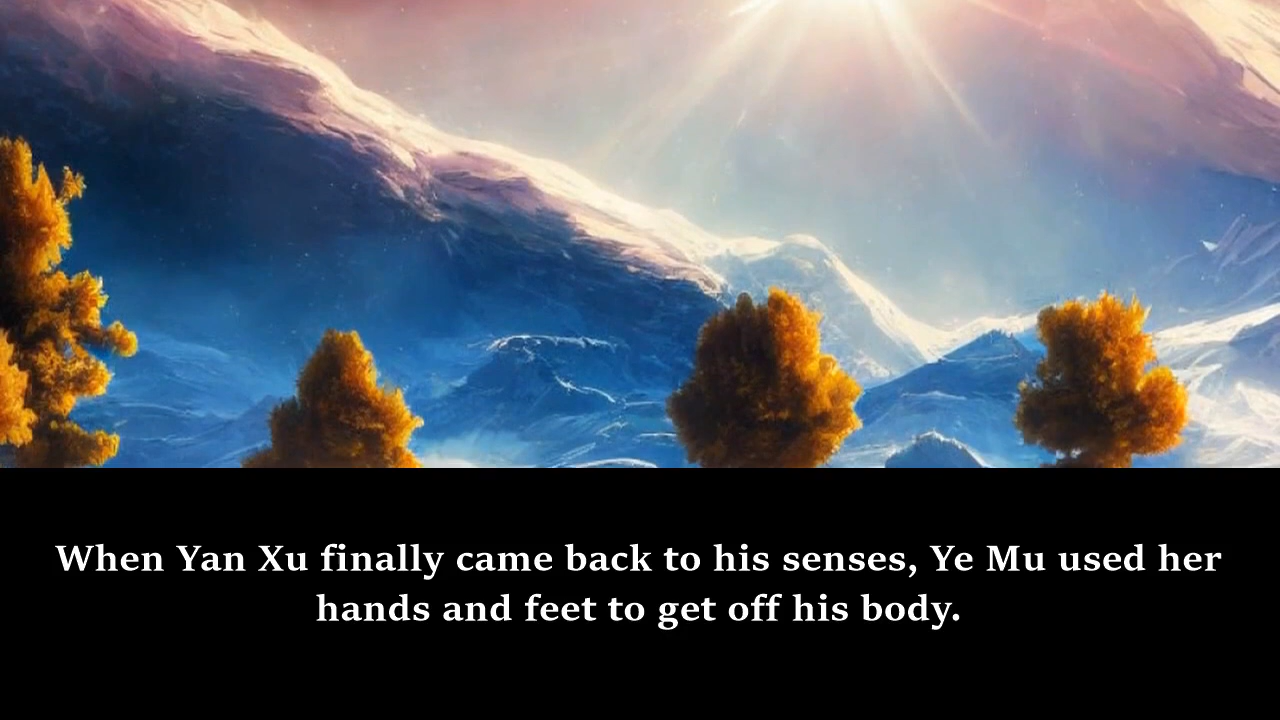 When Yan Xu finally came back to his senses, Ye Mu used her
hands and feet to get off his body.